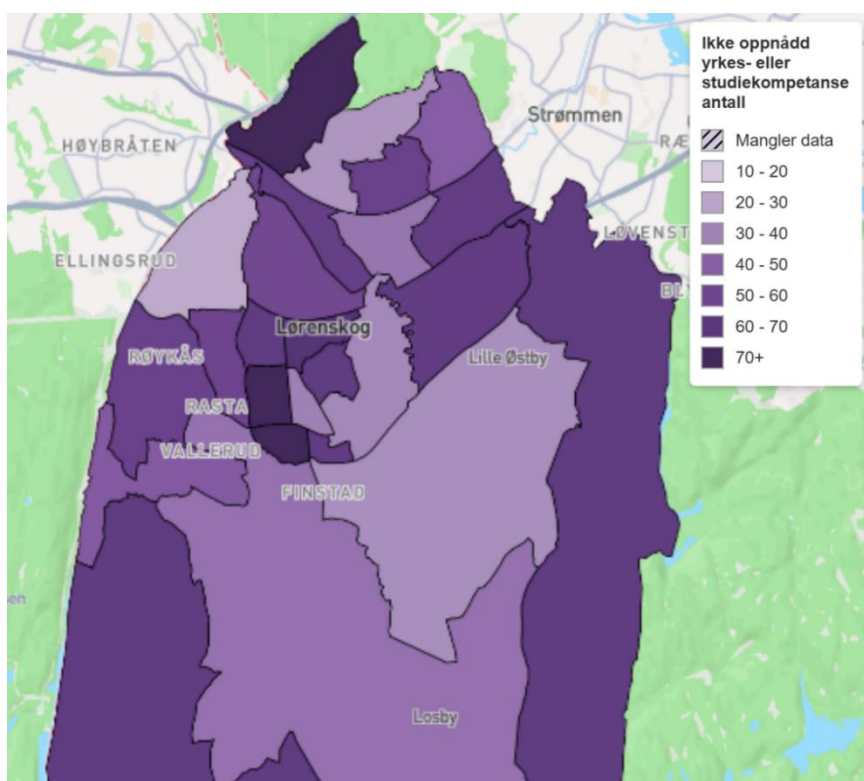 Ikke oppnådd
yrkes- eller
studiekompetanse
antall
Mangler data
10 - 20
20 - 30
30 - 40
40 - 50
50 - 60
60 - 70
70+
Strømmen
HØYBRÅTEN
ELLINGSRUD
Lørenskog
RØYKÅS
Lille Østby
RASTA
VALLERUD
FINSTAD
Losby